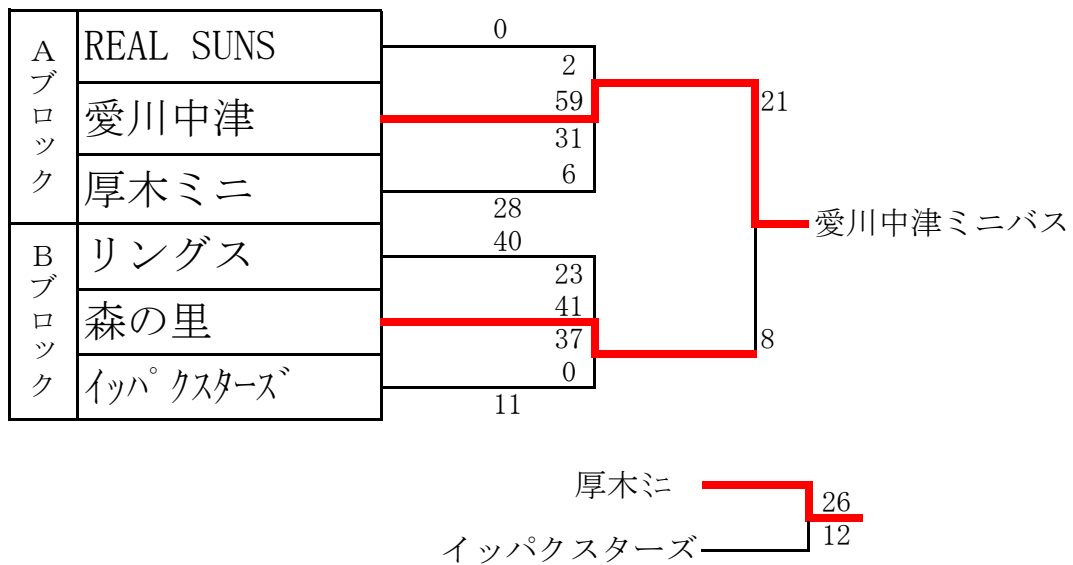 Aブロック
REAL SUNS
愛川中津
厚木ミニ
Bブロック
リングス
森の里
ｲｯﾊﾟｸｽﾀｰｽﾞ
0
2
59
31
6
28
40
23
41
37
0
11
21
8
愛川中津ミニバス
厚木ﾐﾆ
イッパクスターズ
26
12